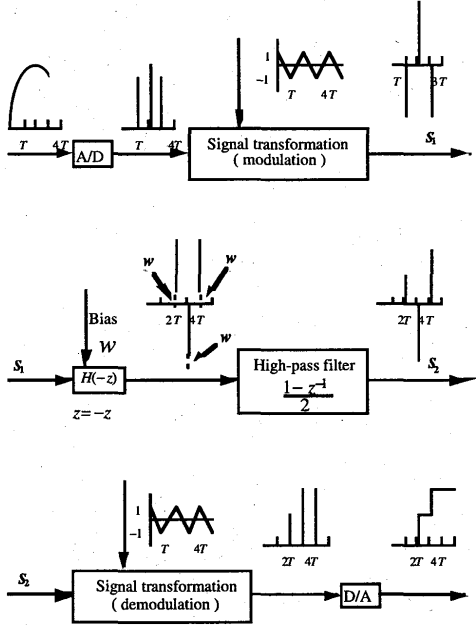 1
-1
T 4T
T 3T
T 4T
A/D
T 4T
Signal transformation
( modulation )
S₁
w
w
2T 4T
2T 4T
Bias
w
w
S₁
H(-z)
z=-z
High-pass filter
1- z⁻¹
2
S₂
1
-1
T 4T
2T 4T
2T 4T
S₂
Signal transformation
( demodulation )
D/A